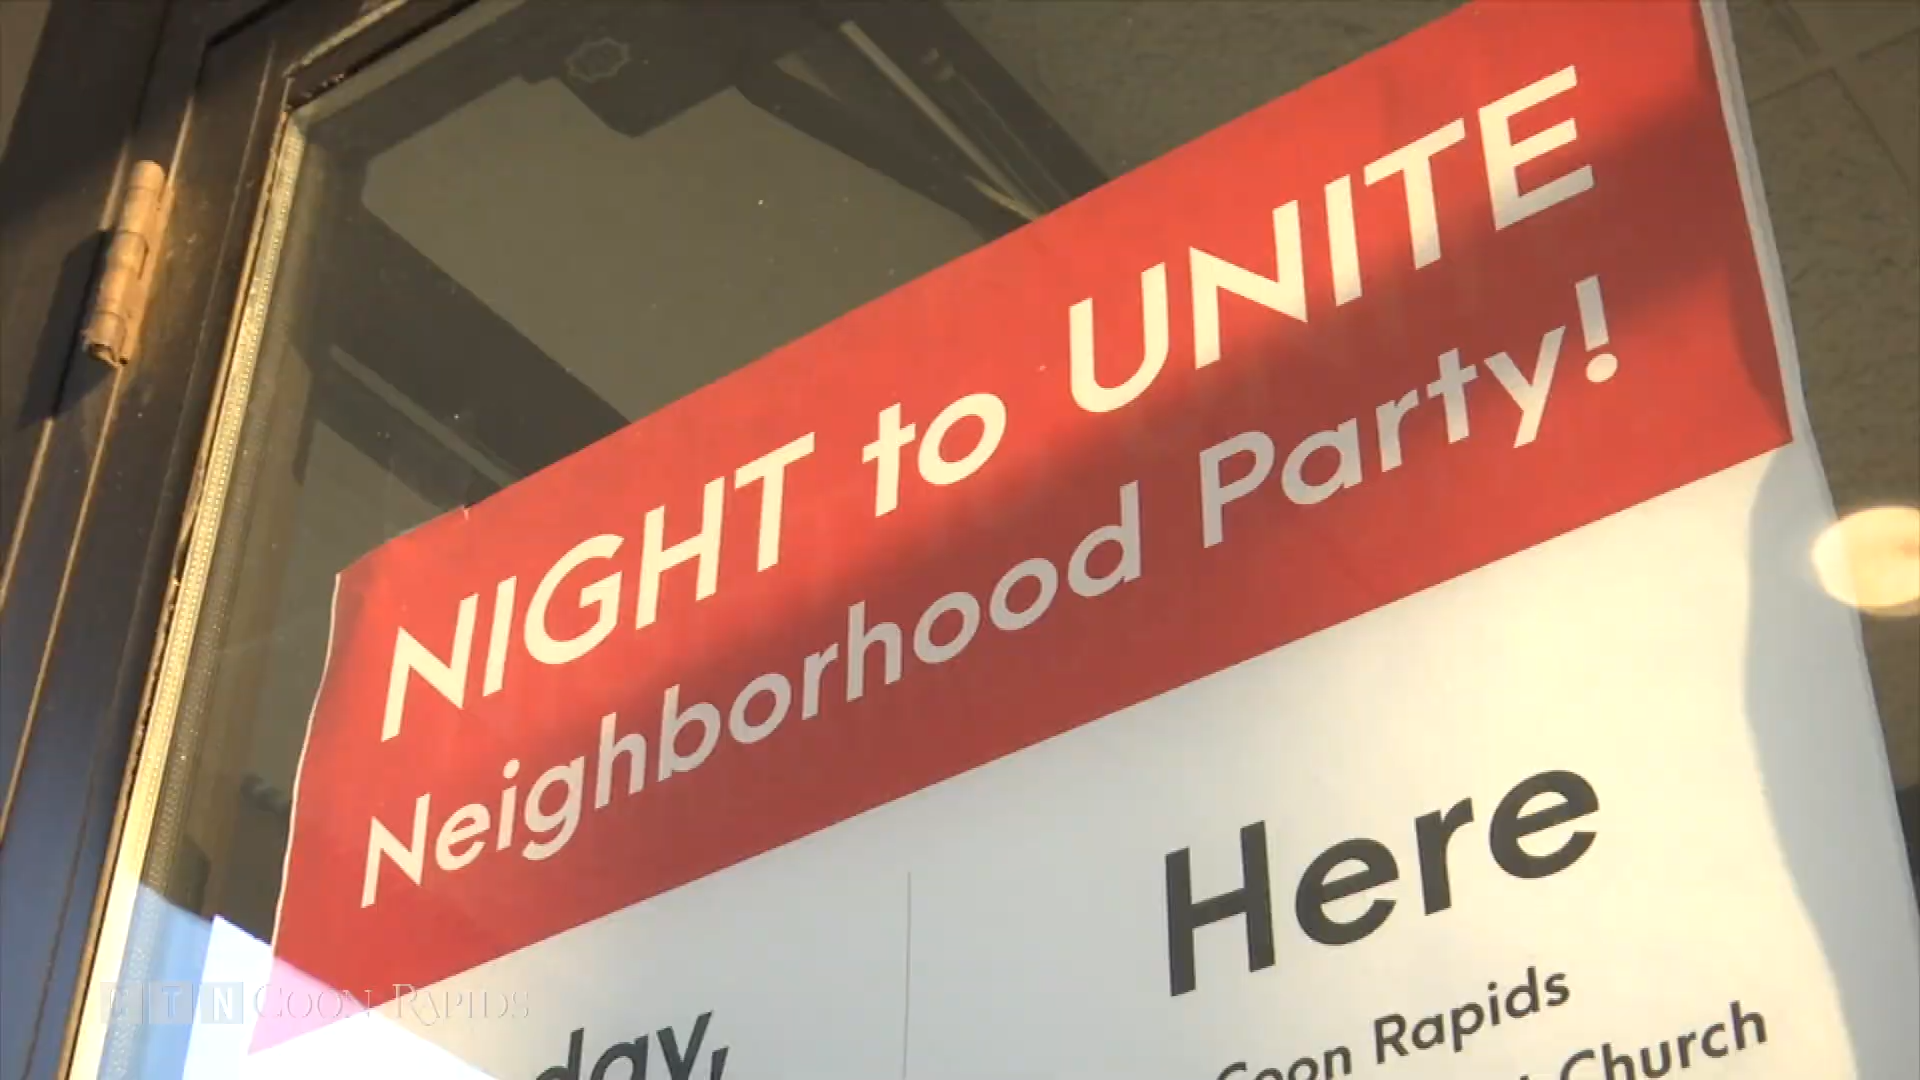 NIGHT to UNITE
Neighborhood Party!
Here
Coon Rapids
Church
CTN COON RAPIDS